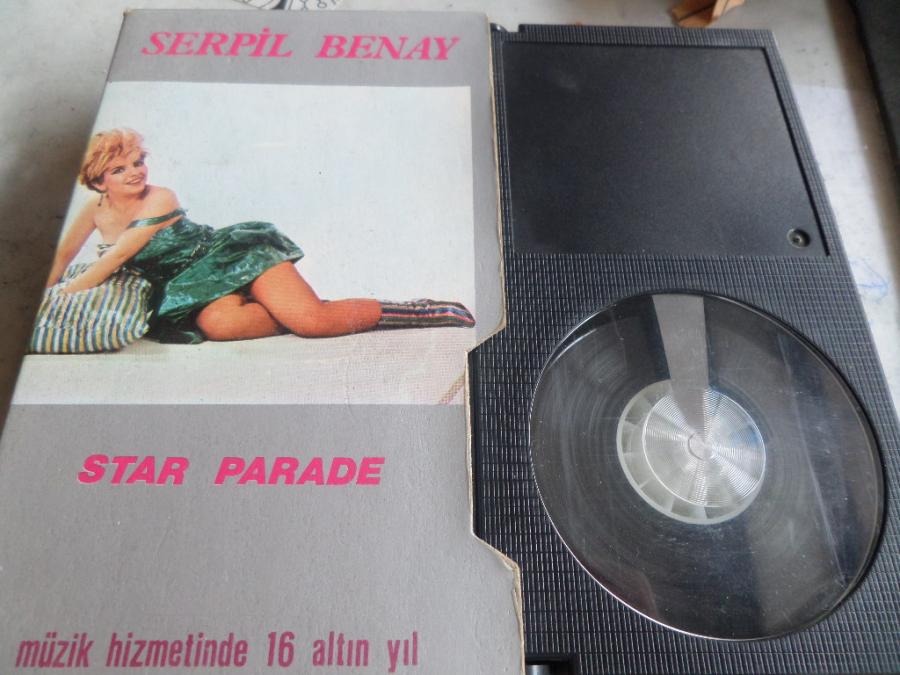 SERPİL BENAY
STAR PARADE
müzik hizmetinde 16 altın yıl